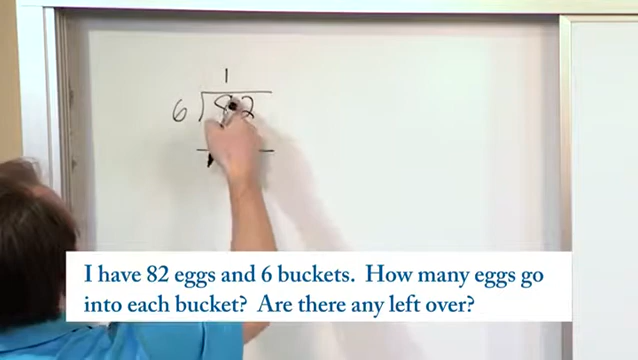 1
6 82
I have 82 eggs and 6 buckets. How many eggs go
into each bucket? Are there any left over?